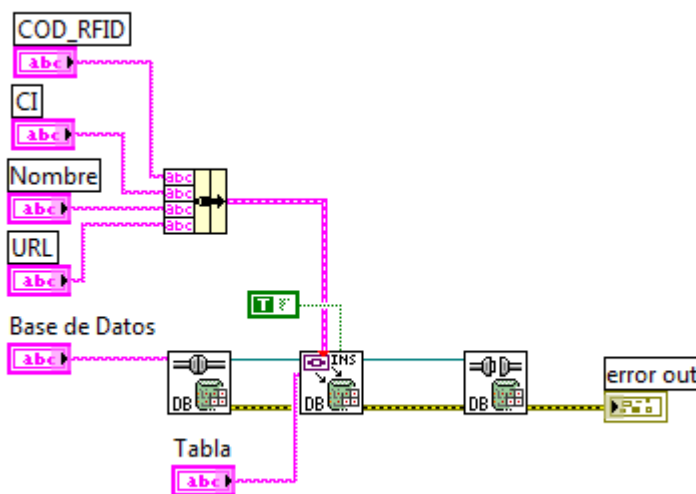 COD_RFID
abc
CI
abc
Nombre
abc
URL
abc
abc
abc
abc
abc
T
Base de Datos
abc
DB
INS
DB
DB
error out
Tabla
abc